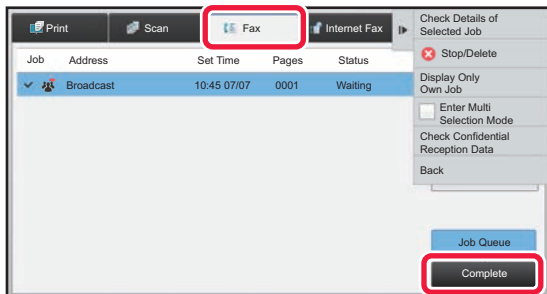 Print
Scan
Fax
Internet Fax
Job Address Set Time Pages Status
Broadcast 10:45 07/07 0001 Waiting
Check Details of
Selected Job
Stop/Delete
Display Only
Own Job
Enter Multi
Selection Mode
Check Confidential
Reception Data
Back
Job Queue
Complete